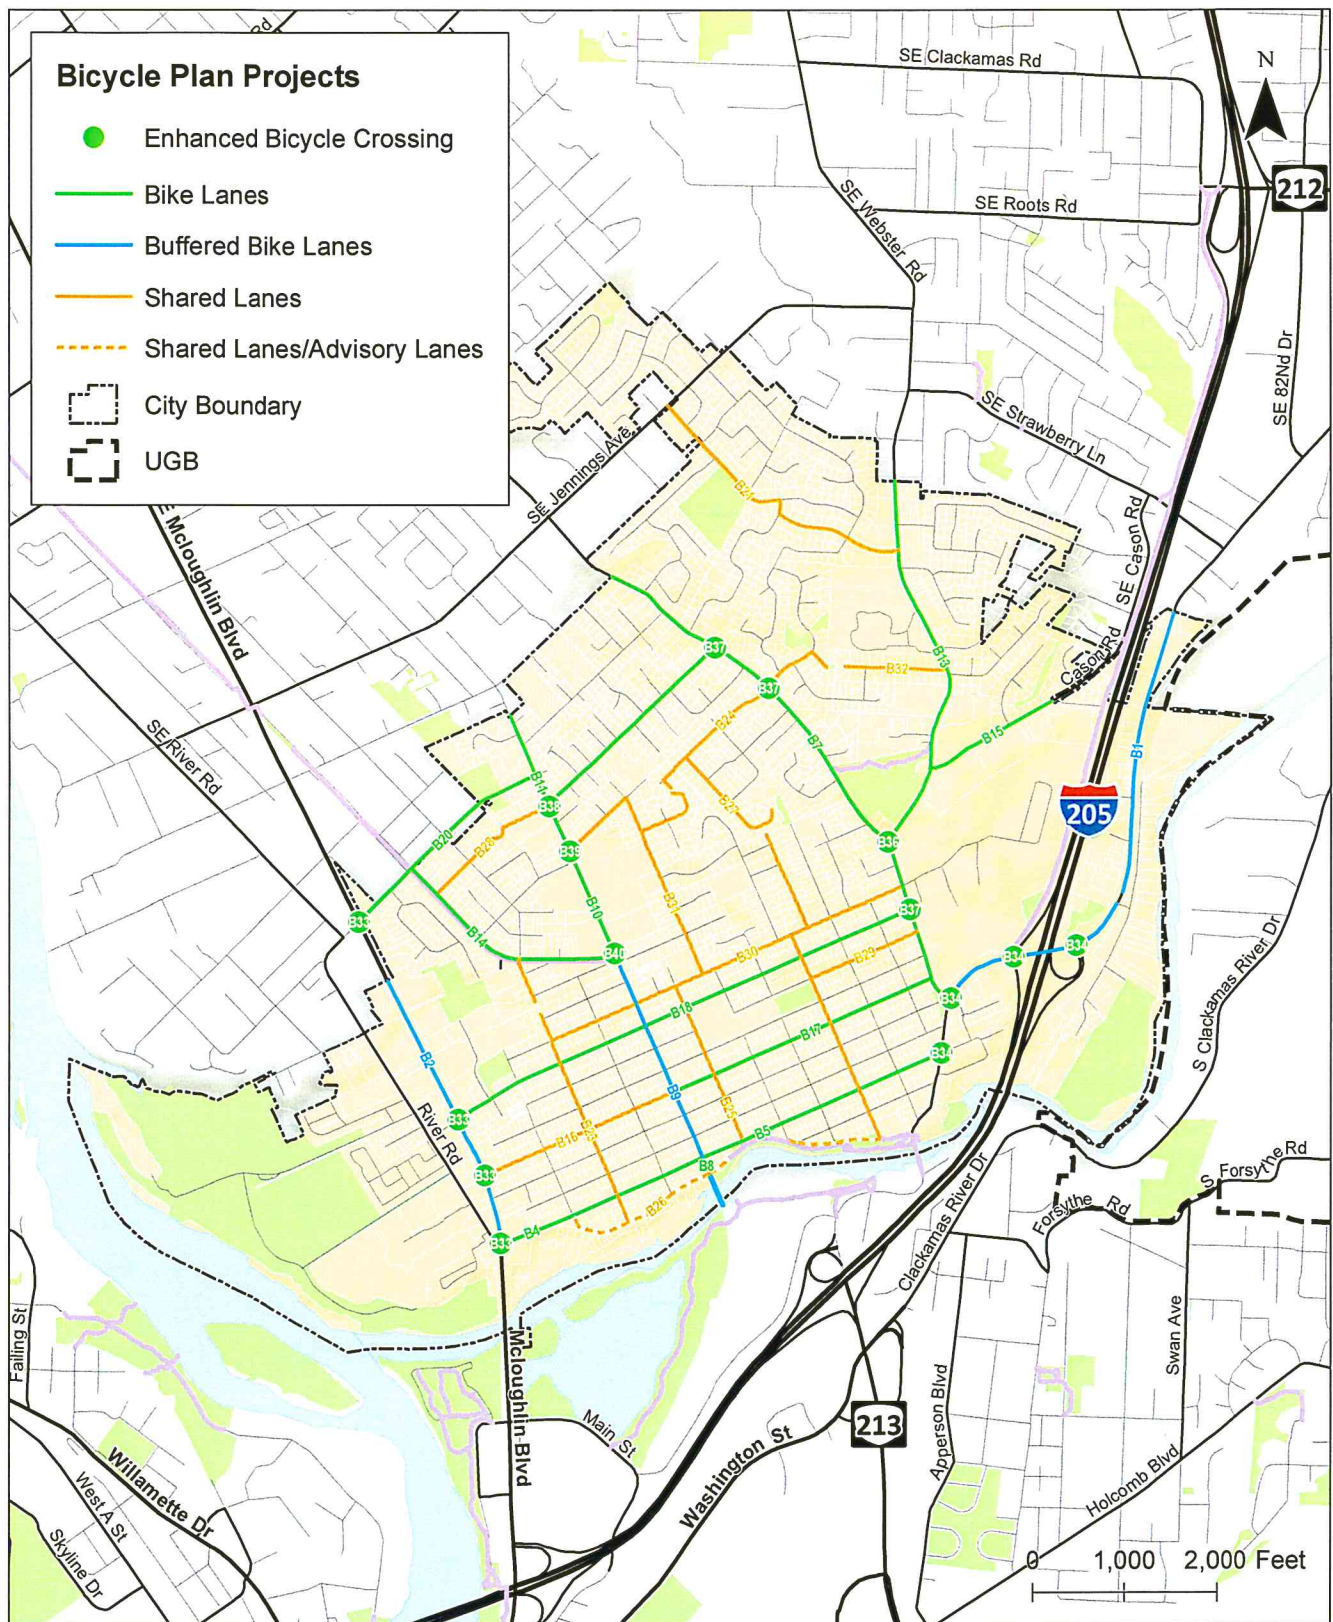 Bicycle Plan Projects
Enhanced Bicycle Crossing
Bike Lanes
Buffered Bike Lanes
Shared Lanes
Shared Lanes/Advisory Lanes
City Boundary
UGB
Rd
SE Clackamas Rd
N
212
SE Roots Rd
SE Webster Rd
SE 82Nd Dr
SE Strawberry Ln
SE Jennings Ave
SE Cason Rd
Cason Rd
E Mcloughlin Blvd
SE River Rd
B21
B37
B13
B32
B37
B24
B7
B15
B1
B11
B38
B20
B28
B27
205
B39
B36
B33
B10
B31
B37
B14
B40
B30
B29
B34
B34
B34
B18
B17
B2
B34
S Clackamas River Dr
River Rd
B33
B9
B25
B16
B23
B5
B33
B8
B26
B4
B33
S Forsythe Rd
Forsythe Rd
Clackamas River Dr
Failing St
Mcloughlin Blvd
Main St
Washington St
213
Apperson Blvd
Swan Ave
Holcomb Blvd
Willamette Dr
West A St
Skyline Dr
0 1,000 2,000 Feet